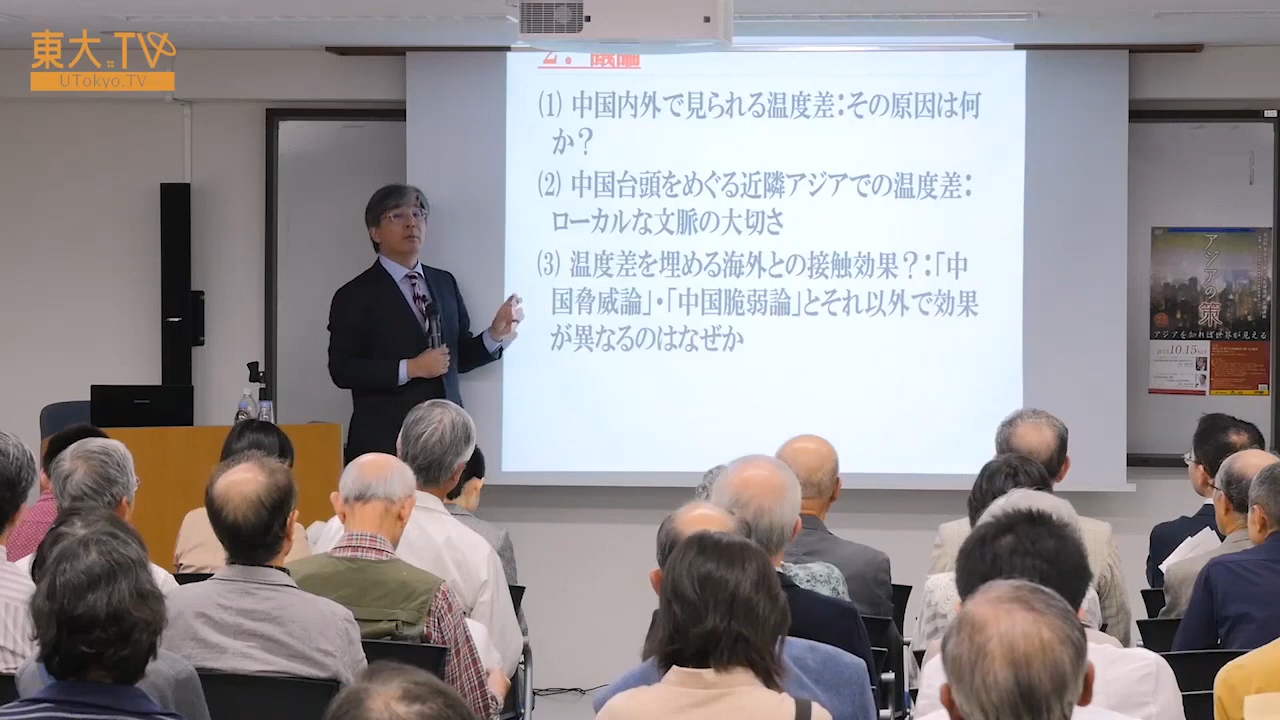 東大TV
UTokyo.TV
2. 議論
(1) 中国内外で見られる温度差:その原因は何
か?
(2) 中国台頭をめぐる近隣アジアでの温度差:
ローカルな文脈の大切さ
(3) 温度差を埋める海外との接触効果?:「中
国脅威論」・「中国脆弱論」とそれ以外で効果
が異なるのはなぜか
アジアの策
アジアを知れば世界が見える
10.15